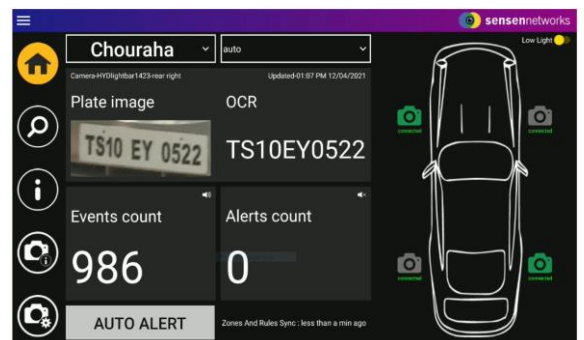 sensennetworks
Low Light
Chouraha
auto
Camera-HYDlightbar1423-rear right
Updated-01:07 PM 12/04/2021
Plate image
OCR
TS10 EY 0522
TS10EY0522
connected
connected
Events count
Alerts count
986
0
connected
connected
AUTO ALERT
Zones And Rules Sync : less than a min ago